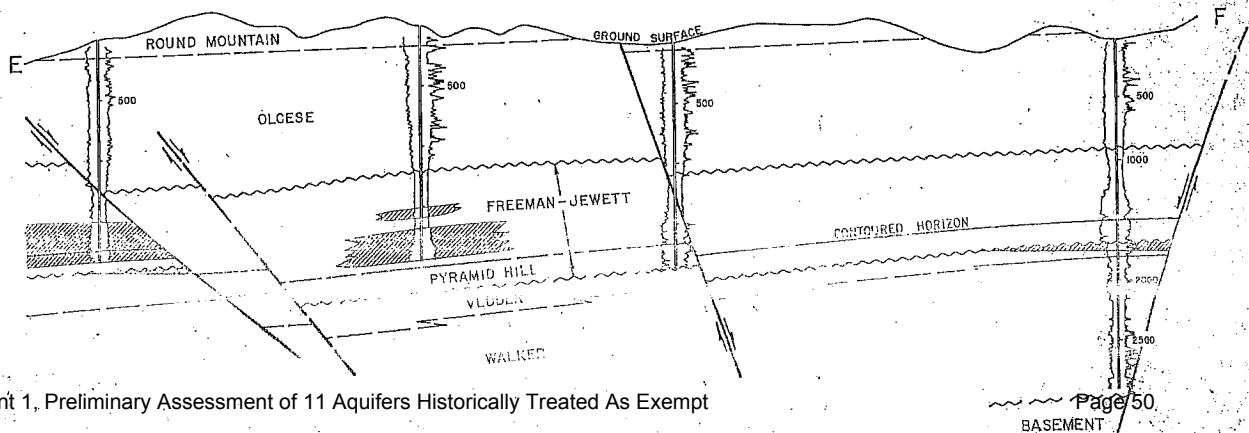 F
ROUND MOUNTAIN
GROUND SURFACE
E
500
500
500
500
OLCESE
1000
FREEMAN-JEWETT
CONTOURED HORIZON
PYRAMID HILL
2000
VEDDER
WALKER
2500
nt 1, Preliminary Assessment of 11 Aquifers Historically Treated As Exempt
Page 50
BASEMENT